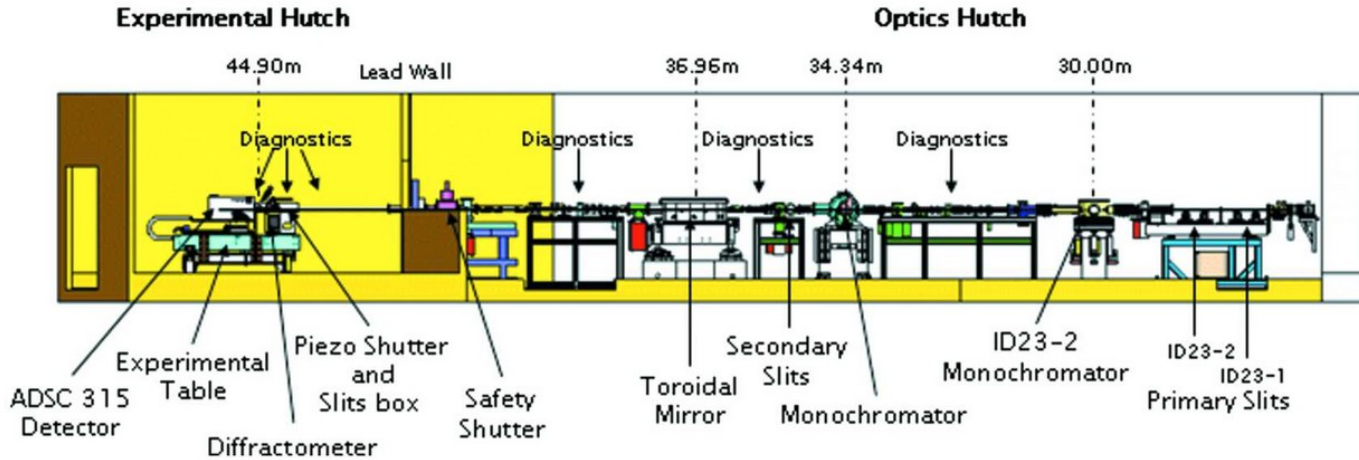 Experimental Hutch
Optics Hutch
44.90m
Lead Wall
36.96m
34.34m
30.00m
Diagnostics
Diagnostics
Diagnostics
Diagnostics
ADSC 315
Detector
Experimental
Table
Diffractometer
Piezo Shutter
and
Slits box
Safety
Shutter
Toroidal
Mirror
Secondary
Slits
Monochromator
ID23-2
Monochromator
ID23-2
ID23-1
Primary Slits